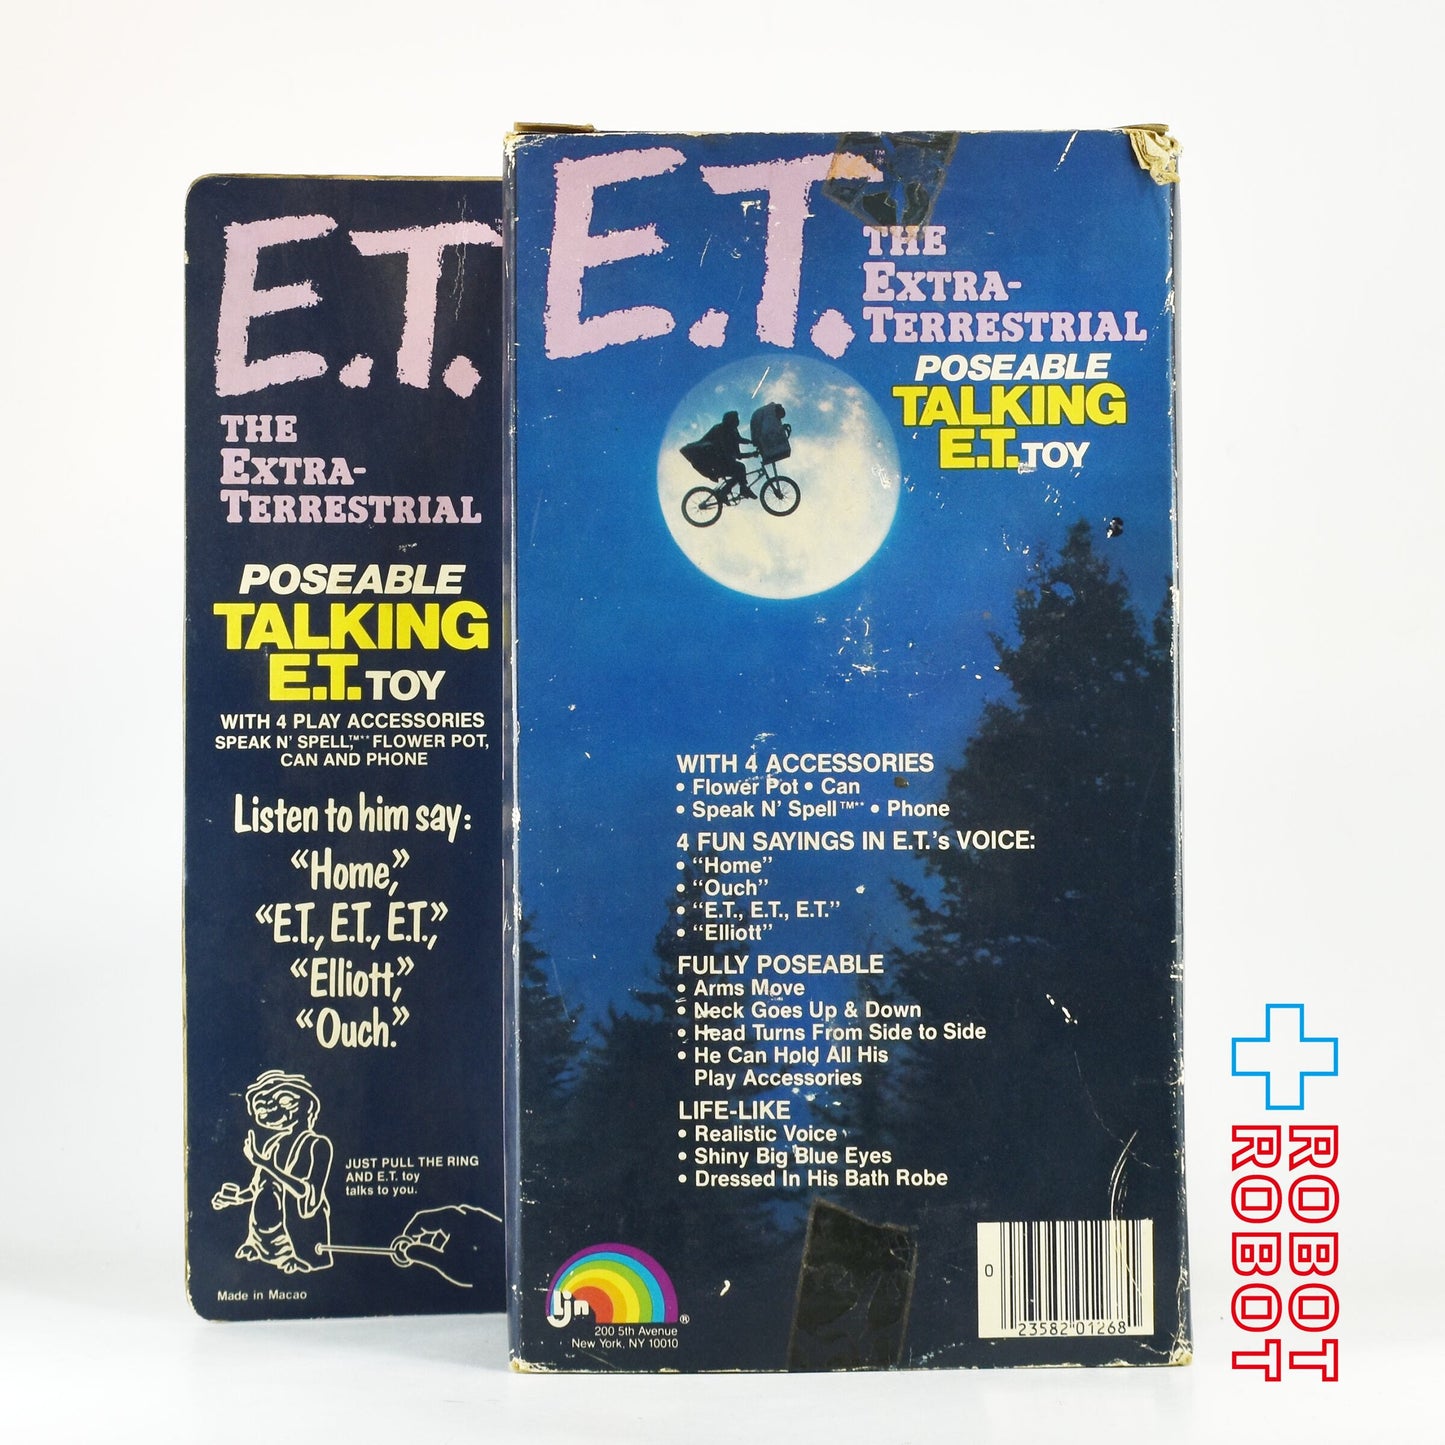 E.T.™
THE
EXTRA-
TERRESTRIAL
POSEABLE
TALKING
E.T. TOY
WITH 4 PLAY ACCESSORIES
SPEAK N' SPELL,™** FLOWER POT,
CAN AND PHONE
Listen to him say:
“Home,”
“E.T., E.T., E.T.,”
“Elliott,”
“Ouch.”
JUST PULL THE RING
AND E.T. toy
talks to you.
Made in Macao
E.T.™*
THE
EXTRA-
TERRESTRIAL
POSEABLE
TALKING
E.T. TOY
WITH 4 ACCESSORIES
• Flower Pot • Can
• Speak N' Spell™** • Phone
4 FUN SAYINGS IN E.T.'s VOICE:
• “Home”
• “Ouch”
• “E.T., E.T., E.T.”
• “Elliott”
FULLY POSEABLE
• Arms Move
• Neck Goes Up & Down
• Head Turns From Side to Side
• He Can Hold All His
Play Accessories
LIFE-LIKE
• Realistic Voice
• Shiny Big Blue Eyes
• Dressed In His Bath Robe
ljn®
200 5th Avenue
New York, NY 10010
0 23582 01268
ROBOT
ROBOT